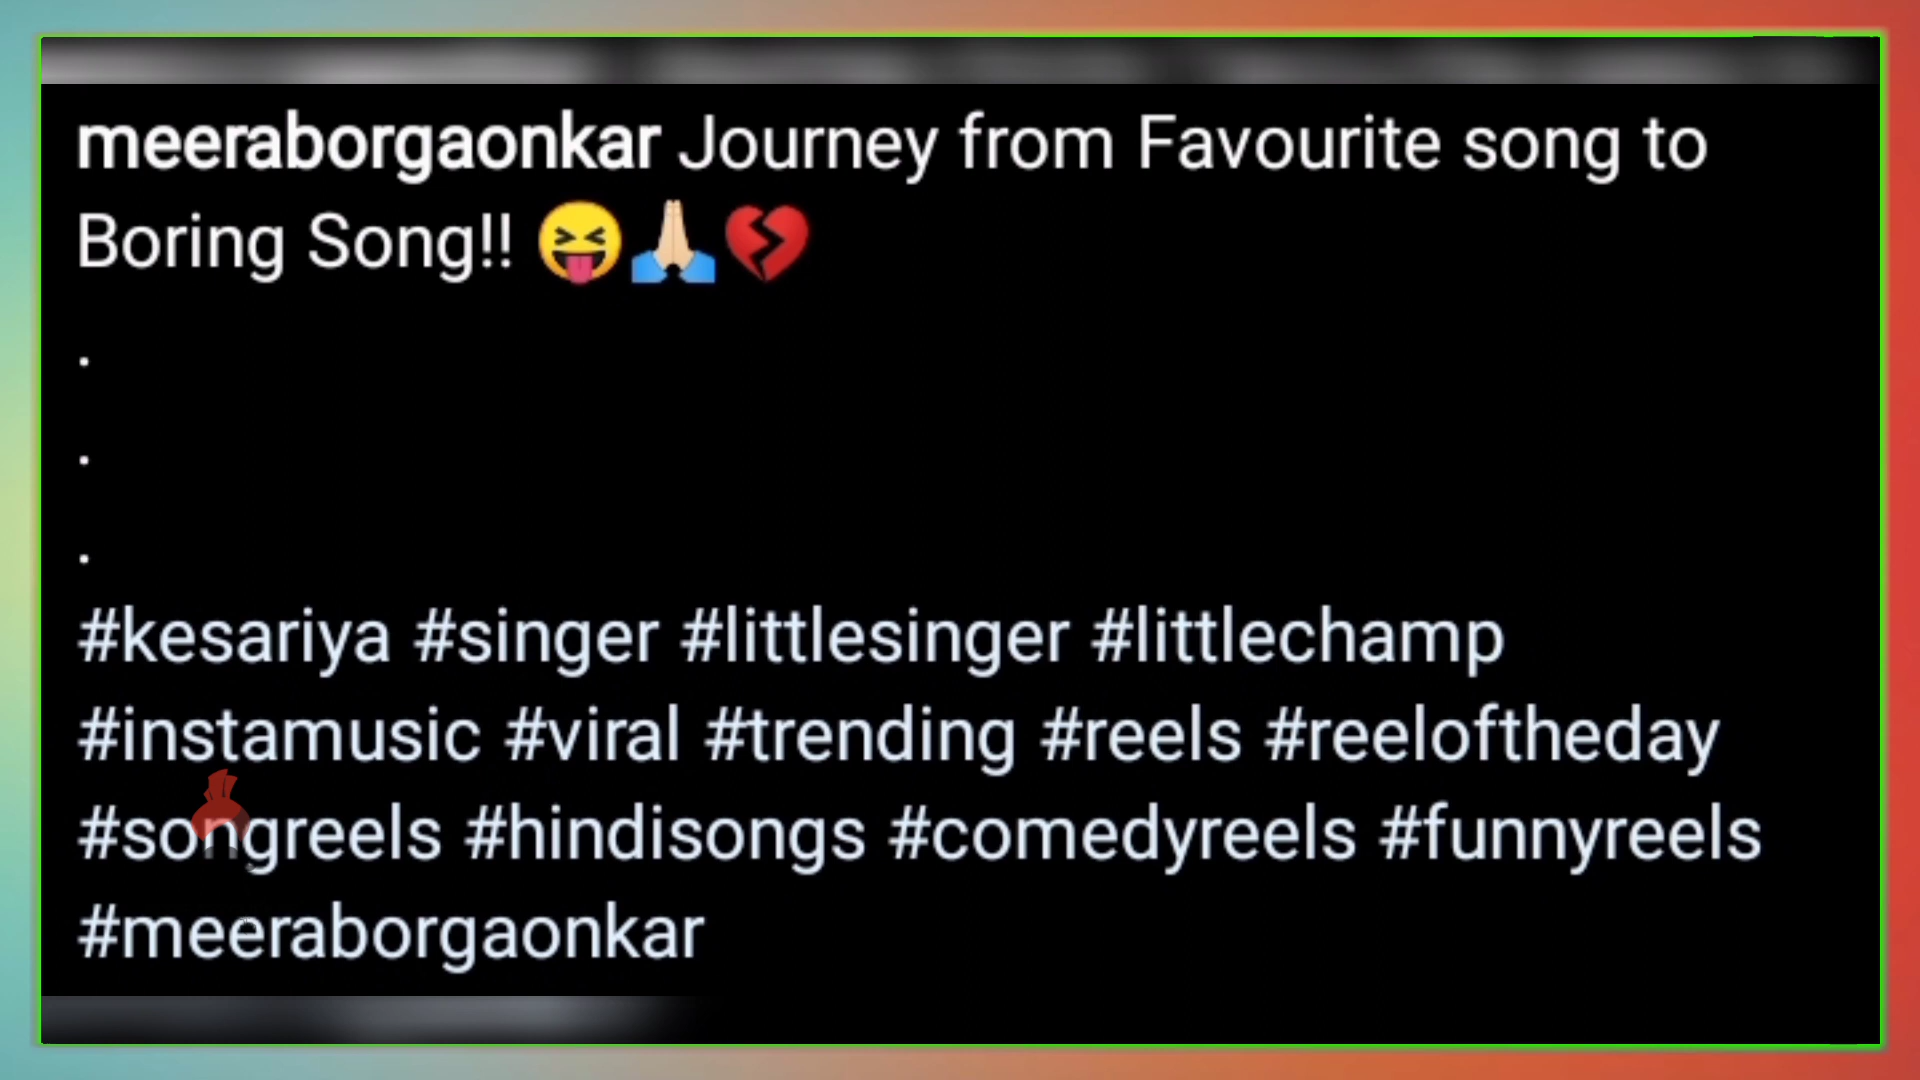 meeraborgaonkar Journey from Favourite song to
Boring Song!! 😝🙏🏻💔
.
.
.
#kesariya #singer #littlesinger #littlechamp
#instamusic #viral #trending #reels #reeloftheday
#songreels #hindisongs #comedyreels #funnyreels
#meeraborgaonkar